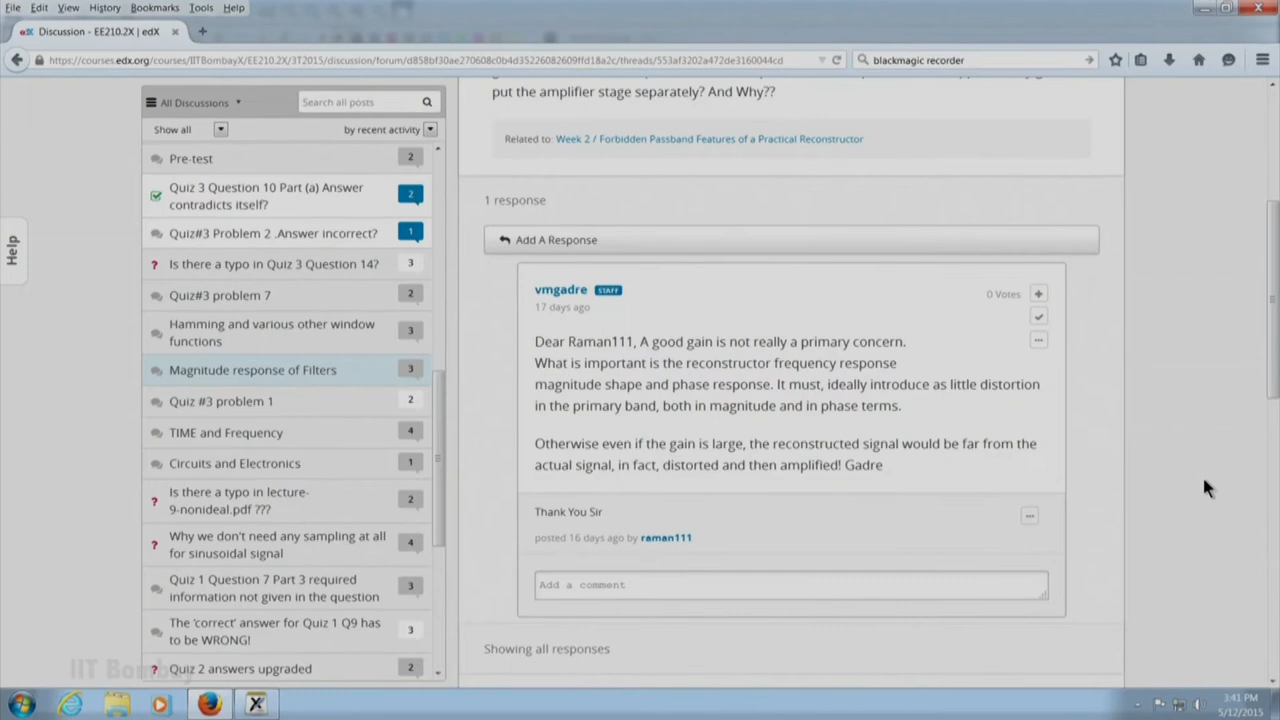 File Edit View History Bookmarks Tools Help
Discussion - EE210.2X | edX
https://courses.edx.org/courses/IITBombayX/EE210.2X/3T2015/discussion/forum/d858bf30ae270608c0b4d35226082609ffd18a2c/threads/553af3202a472de3160044cd
blackmagic recorder
All Discussions
Search all posts
Show all
by recent activity
Pre-test 2
Quiz 3 Question 10 Part (a) Answer
contradicts itself? 2
Quiz#3 Problem 2 .Answer incorrect? 1
? Is there a typo in Quiz 3 Question 14? 3
Quiz#3 problem 7 2
Hamming and various other window
functions 3
Magnitude response of Filters 3
Quiz #3 problem 1 2
TIME and Frequency 4
Circuits and Electronics 1
? Is there a typo in lecture-
9-nonideal.pdf ??? 2
? Why we don't need any sampling at all
for sinusoidal signal 4
Quiz 1 Question 7 Part 3 required
information not given in the question 3
The 'correct' answer for Quiz 1 Q9 has
to be WRONG! 3
? Quiz 2 answers upgraded 2
put the amplifier stage separately? And Why??
Related to: Week 2 / Forbidden Passband Features of a Practical Reconstructor
1 response
Add A Response
vmgadre STAFF
17 days ago
0 Votes
Dear Raman111, A good gain is not really a primary concern.
What is important is the reconstructor frequency response
magnitude shape and phase response. It must, ideally introduce as little distortion
in the primary band, both in magnitude and in phase terms.
Otherwise even if the gain is large, the reconstructed signal would be far from the
actual signal, in fact, distorted and then amplified! Gadre
Thank You Sir
posted 16 days ago by raman111
Add a comment
Showing all responses
Help
IIT Bombay
3:41 PM
5/12/2015